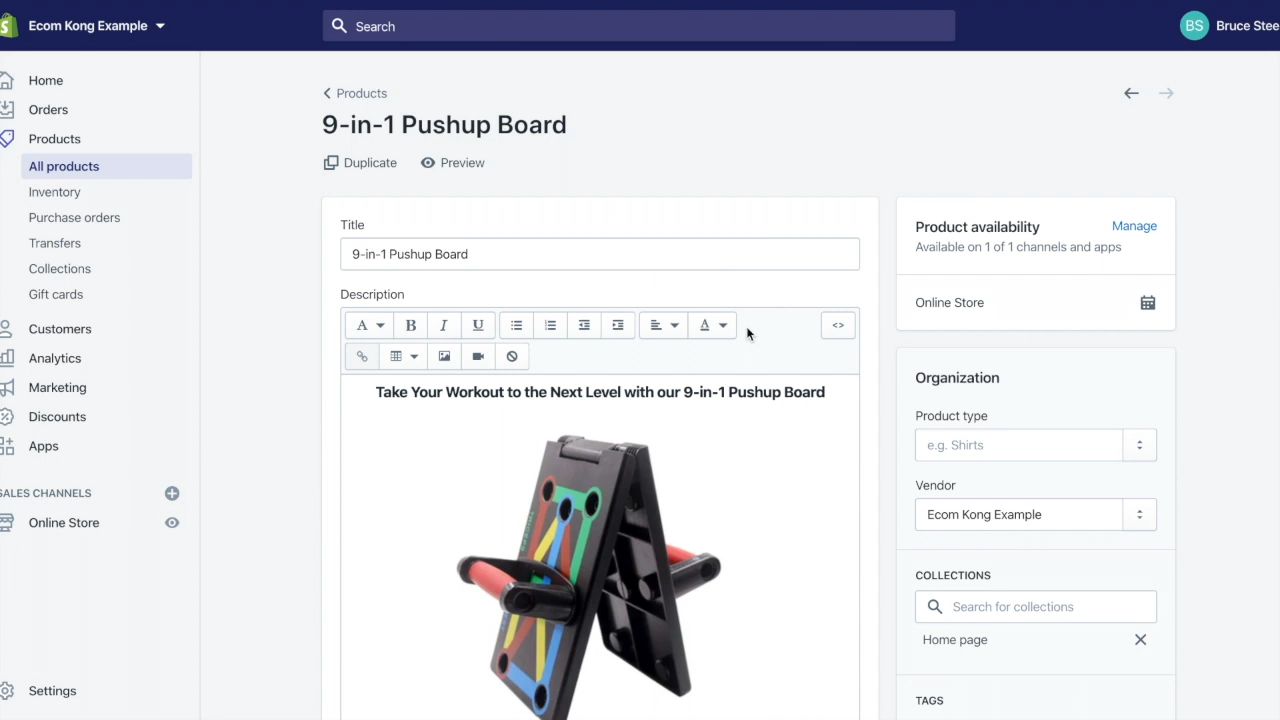 Ecom Kong Example
Search
BS Bruce Stee
Home
Orders
Products
All products
Inventory
Purchase orders
Transfers
Collections
Gift cards
Customers
Analytics
Marketing
Discounts
Apps
SALES CHANNELS
Online Store
Settings
Products
9-in-1 Pushup Board
Duplicate Preview
Title
9-in-1 Pushup Board
Description
A B I U A <>
Take Your Workout to the Next Level with our 9-in-1 Pushup Board
Product availability Manage
Available on 1 of 1 channels and apps
Online Store
Organization
Product type
e.g. Shirts
Vendor
Ecom Kong Example
COLLECTIONS
Search for collections
Home page
TAGS